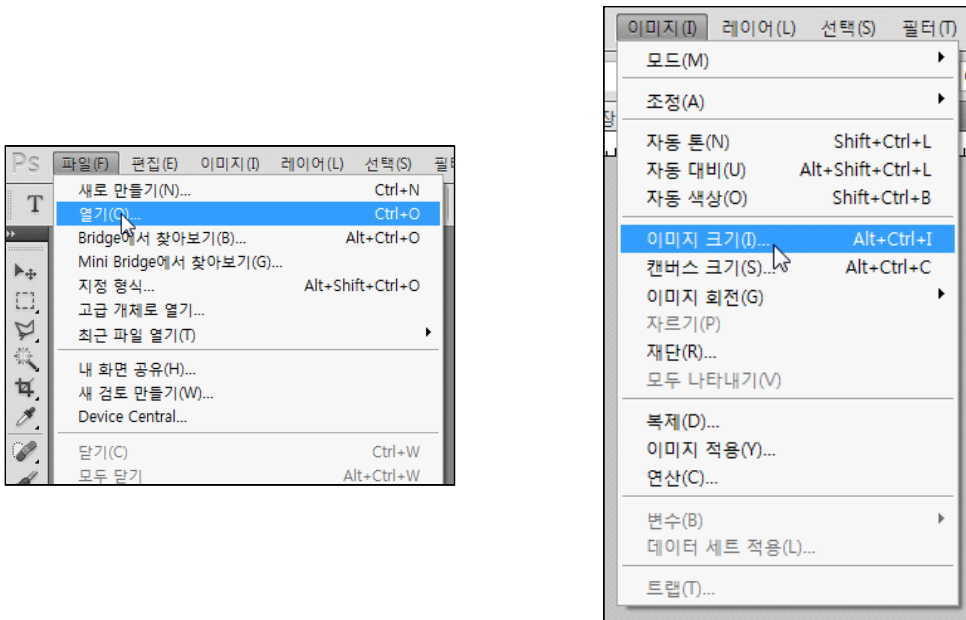 Ps 파일(F) 편집(E) 이미지(I) 레이어(L) 선택(S)
T
새로 만들기(N)... Ctrl+N
열기(O)... Ctrl+O
Bridge에서 찾아보기(B)... Alt+Ctrl+O
Mini Bridge에서 찾아보기(G)...
지정 형식... Alt+Shift+Ctrl+O
고급 개체로 열기...
최근 파일 열기(T)
내 화면 공유(H)...
새 검토 만들기(W)...
Device Central...
닫기(C) Ctrl+W
모두 닫기 Alt+Ctrl+W
이미지(I) 레이어(L) 선택(S) 필터(T)
모드(M)
조정(A)
장
자동 톤(N) Shift+Ctrl+L
자동 대비(U) Alt+Shift+Ctrl+L
자동 색상(O) Shift+Ctrl+B
이미지 크기(I)... Alt+Ctrl+I
캔버스 크기(S)... Alt+Ctrl+C
이미지 회전(G)
자르기(P)
재단(R)...
모두 나타내기(V)
복제(D)...
이미지 적용(Y)...
연산(C)...
변수(B)
데이터 세트 적용(L)...
트랩(T)...